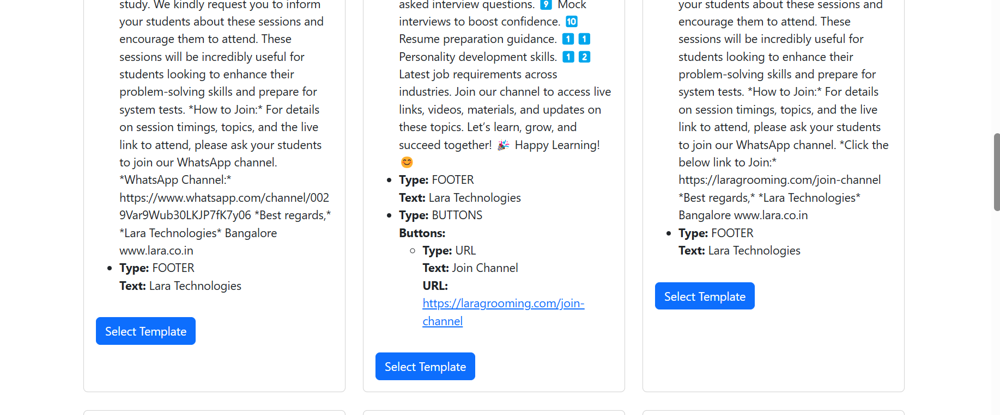 study. We kindly request you to inform
your students about these sessions and
encourage them to attend. These
sessions will be incredibly useful for
students looking to enhance their
problem-solving skills and prepare for
system tests. *How to Join:* For details
on session timings, topics, and the live
link to attend, please ask your students
to join our WhatsApp channel.
*WhatsApp Channel:*
https://www.whatsapp.com/channel/002
9Var9Wub30LKJP7fK7y06 *Best regards,*
*Lara Technologies* Bangalore
www.lara.co.in
Type: FOOTER
Text: Lara Technologies
Select Template
asked interview questions. 9️⃣ Mock
interviews to boost confidence. 🔟
Resume preparation guidance. 1️⃣ 1️⃣
Personality development skills. 1️⃣ 2️⃣
Latest job requirements across
industries. Join our channel to access live
links, videos, materials, and updates on
these topics. Let’s learn, grow, and
succeed together! 🎉 Happy Learning!
😊
Type: FOOTER
Text: Lara Technologies
Type: BUTTONS
Buttons:
Type: URL
Text: Join Channel
URL:
https://laragrooming.com/join-
channel
Select Template
your students about these sessions and
encourage them to attend. These
sessions will be incredibly useful for
students looking to enhance their
problem-solving skills and prepare for
system tests. *How to Join:* For details
on session timings, topics, and the live
link to attend, please ask your students
to join our WhatsApp channel. *Click the
below link to Join:*
https://laragrooming.com/join-channel
*Best regards,* *Lara Technologies*
Bangalore www.lara.co.in
Type: FOOTER
Text: Lara Technologies
Select Template